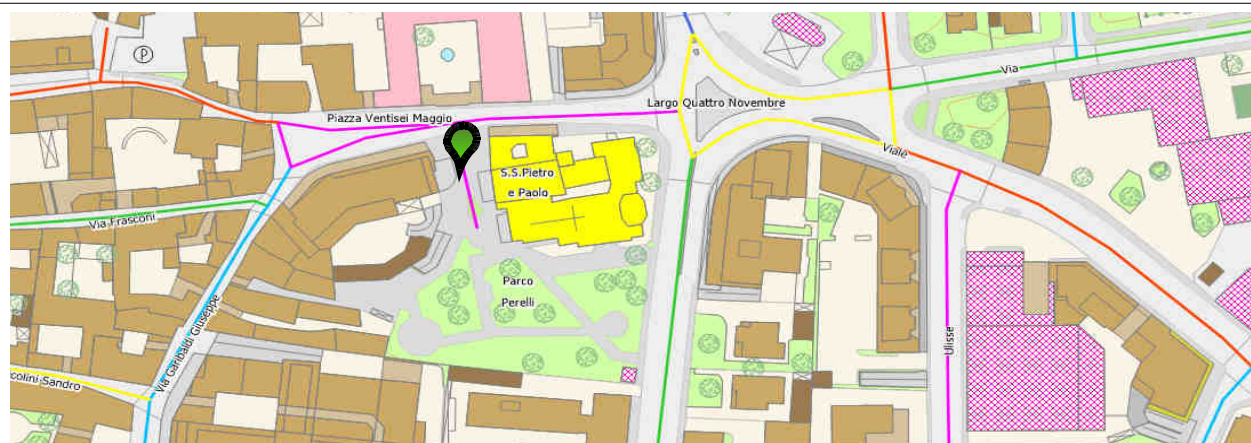 P
Via
Largo Quattro Novembre
Piazza Ventisei Maggio
Viale
S.S.Pietro
e Paolo
Via Frasconi
Parco
Perelli
Via Garibaldi Giuseppe
Ulisse
colini Sandro